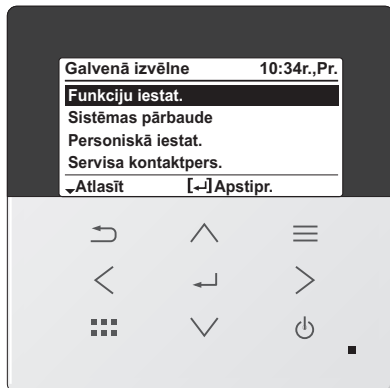 Galvenā izvēlne 10:34r.,Pr.
Funkciju iestat.
Sistēmas pārbaude
Personiskā iestat.
Servisa kontaktpers.
Atlasīt [↵]Apstipr.